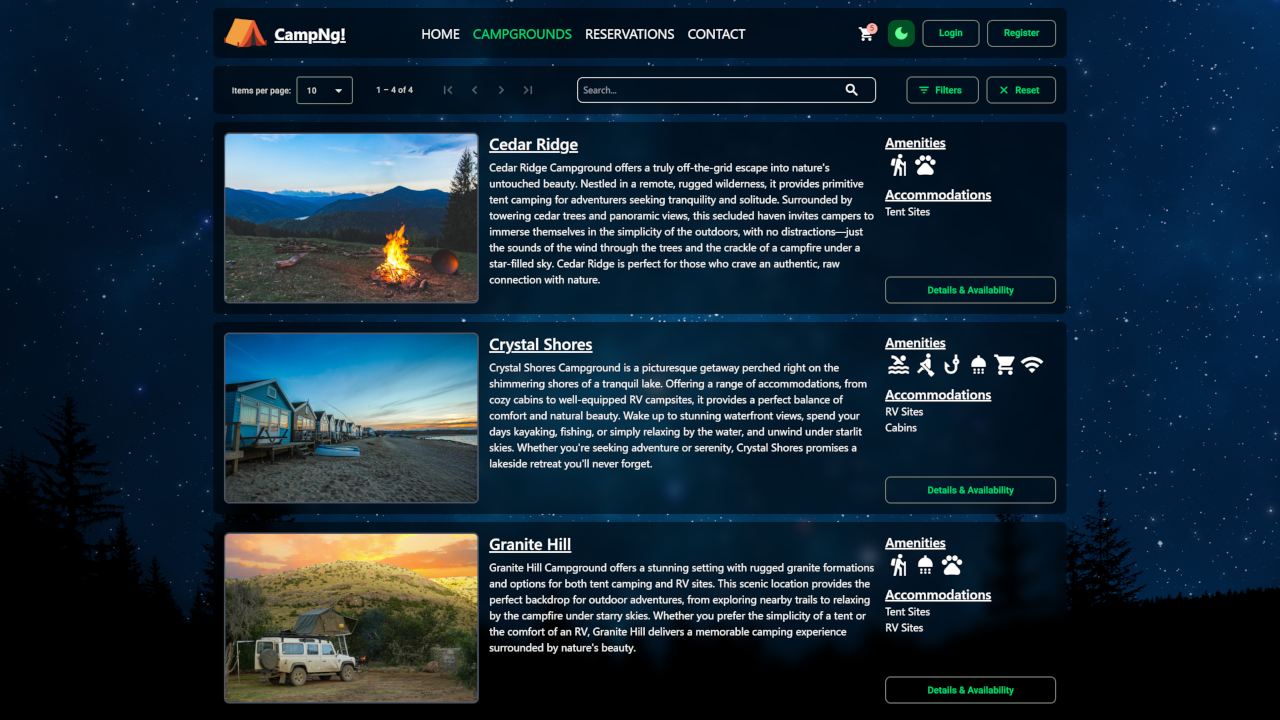 CampNg!
HOME CAMPGROUNDS RESERVATIONS CONTACT
5
Login
Register
Items per page:
10
1 – 4 of 4
Search...
Filters
Reset
Cedar Ridge
Cedar Ridge Campground offers a truly off-the-grid escape into nature's
untouched beauty. Nestled in a remote, rugged wilderness, it provides primitive
tent camping for adventurers seeking tranquility and solitude. Surrounded by
towering cedar trees and panoramic views, this secluded haven invites campers to
immerse themselves in the simplicity of the outdoors, with no distractions—just
the sounds of the wind through the trees and the crackle of a campfire under a
star-filled sky. Cedar Ridge is perfect for those who crave an authentic, raw
connection with nature.
Amenities
Accommodations
Tent Sites
Details & Availability
Crystal Shores
Crystal Shores Campground is a picturesque getaway perched right on the
shimmering shores of a tranquil lake. Offering a range of accommodations, from
cozy cabins to well-equipped RV campsites, it provides a perfect balance of
comfort and natural beauty. Wake up to stunning waterfront views, spend your
days kayaking, fishing, or simply relaxing by the water, and unwind under starlit
skies. Whether you're seeking adventure or serenity, Crystal Shores promises a
lakeside retreat you'll never forget.
Amenities
Accommodations
RV Sites
Cabins
Details & Availability
Granite Hill
Granite Hill Campground offers a stunning setting with rugged granite formations
and options for both tent camping and RV sites. This scenic location provides the
perfect backdrop for outdoor adventures, from exploring nearby trails to relaxing
by the campfire under starry skies. Whether you prefer the simplicity of a tent or
the comfort of an RV, Granite Hill delivers a memorable camping experience
surrounded by nature's beauty.
Amenities
Accommodations
Tent Sites
RV Sites
Details & Availability